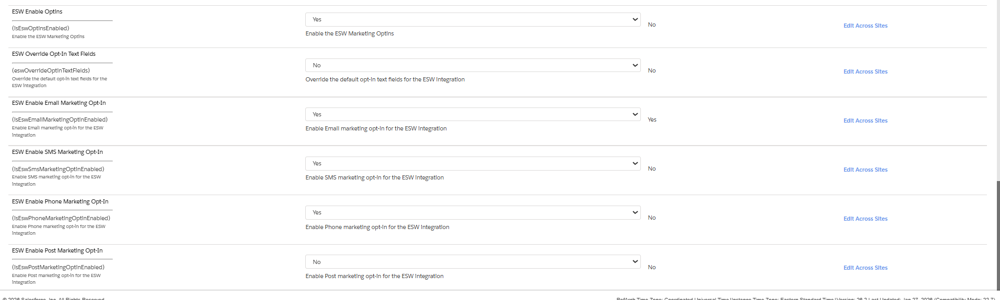 ESW Enable OptIns
(isEswOptInsEnabled)
Enable the ESW Marketing OptIns
Yes
Enable the ESW Marketing OptIns
No
Edit Across Sites
ESW Override Opt-In Text Fields
(eswOverrideOptInTextFields)
Override the default opt-in text fields for the
ESW Integration
No
Override the default opt-in text fields for the ESW Integration
No
Edit Across Sites
ESW Enable Email Marketing Opt-In
(isEswEmailMarketingOptInEnabled)
Enable Email marketing opt-in for the ESW
Integration
Yes
Enable Email marketing opt-in for the ESW Integration
Yes
Edit Across Sites
ESW Enable SMS Marketing Opt-In
(isEswSmsMarketingOptInEnabled)
Enable SMS marketing opt-in for the ESW
Integration
Yes
Enable SMS marketing opt-in for the ESW Integration
No
Edit Across Sites
ESW Enable Phone Marketing Opt-In
(isEswPhoneMarketingOptInEnabled)
Enable Phone marketing opt-in for the ESW
Integration
Yes
Enable Phone marketing opt-in for the ESW Integration
No
Edit Across Sites
ESW Enable Post Marketing Opt-In
(isEswPostMarketingOptInEnabled)
Enable Post marketing opt-in for the ESW
Integration
No
Enable Post marketing opt-in for the ESW Integration
No
Edit Across Sites
© 2026 Salesforce, Inc. All Rights Reserved.
RefArch Time Zone: Coordinated Universal Time | Instance Time Zone: Eastern Standard Time | Version: 26.2 Last Updated: Jan 27, 2026 (Compatibility Mode: 22.7)